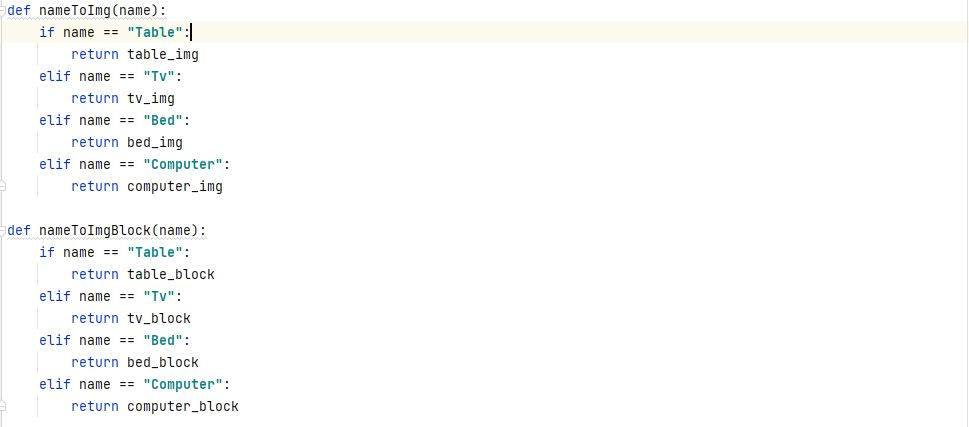 def nameToImg(name):
    if name == "Table":
        return table_img
    elif name == "Tv":
        return tv_img
    elif name == "Bed":
        return bed_img
    elif name == "Computer":
        return computer_img

def nameToImgBlock(name):
    if name == "Table":
        return table_block
    elif name == "Tv":
        return tv_block
    elif name == "Bed":
        return bed_block
    elif name == "Computer":
        return computer_block